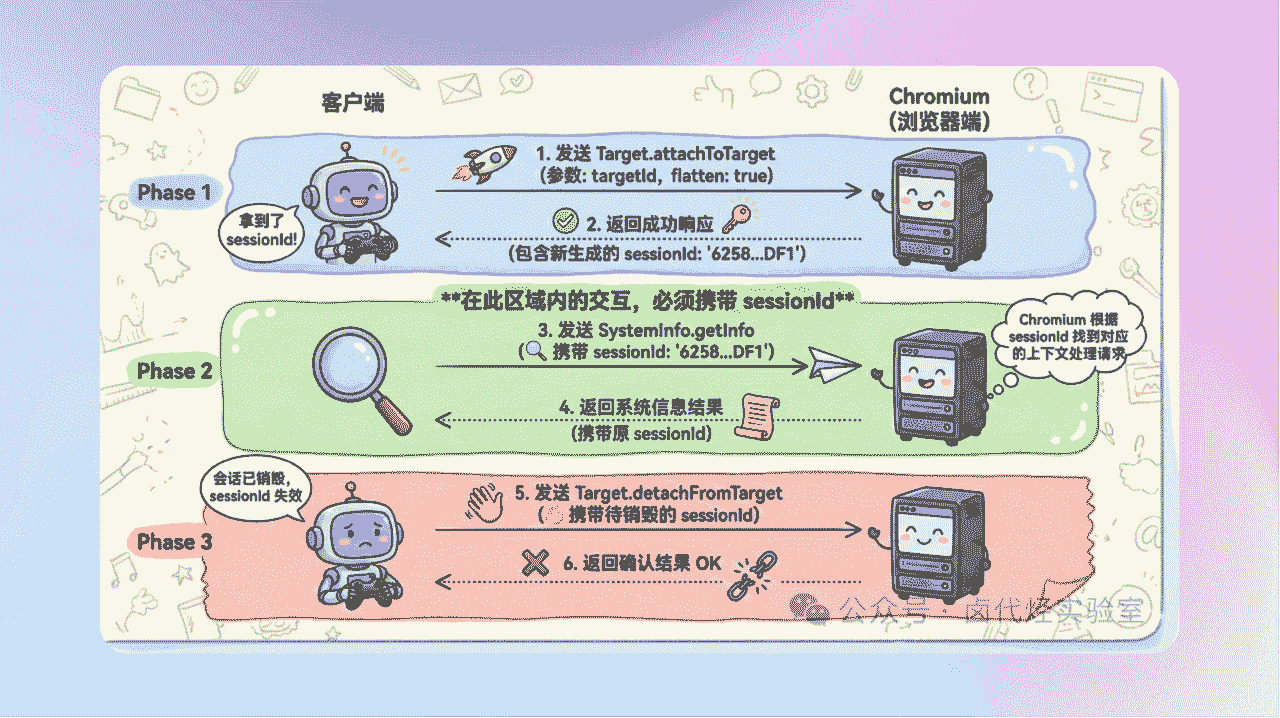 客户端
Chromium
(浏览器端)
Phase 1
1. 发送 Target.attachToTarget
(参数: targetId, flatten: true)
拿到了
sessionId!
2. 返回成功响应
(包含新生成的 sessionId: '6258...DF1')
**在此区域内的交互，必须携带 sessionId**
Phase 2
3. 发送 SystemInfo.getInfo
(携带 sessionId: '6258...DF1')
Chromium 根据
sessionId 找到对应
的上下文处理请求
4. 返回系统信息结果
(携带原 sessionId)
Phase 3
会话已销毁，
sessionId 失效
5. 发送 Target.detachFromTarget
(携带待销毁的 sessionId)
6. 返回确认结果 OK
公众号 · 卤代烃实验室